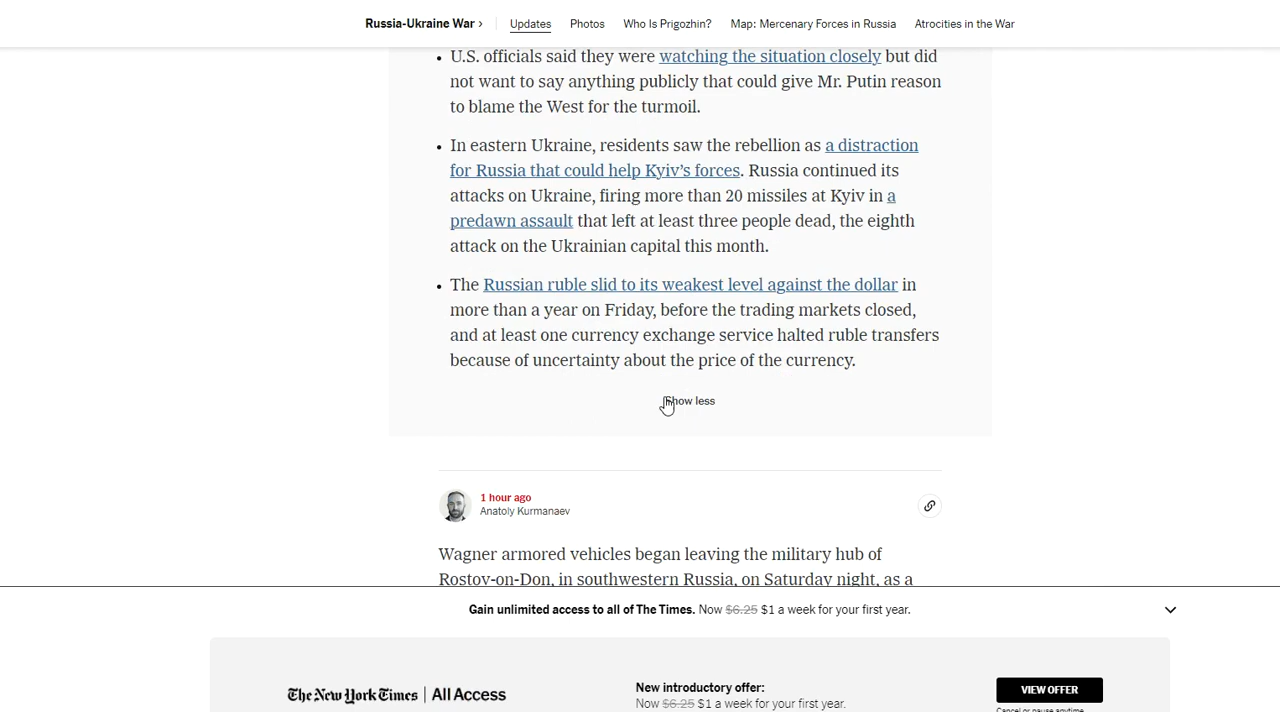 Russia-Ukraine War › Updates Photos Who Is Prigozhin? Map: Mercenary Forces in Russia Atrocities in the War
• U.S. officials said they were watching the situation closely but did
not want to say anything publicly that could give Mr. Putin reason
to blame the West for the turmoil.
• In eastern Ukraine, residents saw the rebellion as a distraction
for Russia that could help Kyiv’s forces. Russia continued its
attacks on Ukraine, firing more than 20 missiles at Kyiv in a
predawn assault that left at least three people dead, the eighth
attack on the Ukrainian capital this month.
• The Russian ruble slid to its weakest level against the dollar in
more than a year on Friday, before the trading markets closed,
and at least one currency exchange service halted ruble transfers
because of uncertainty about the price of the currency.
Show less
1 hour ago
Anatoly Kurmanaev
Wagner armored vehicles began leaving the military hub of
Rostov-on-Don, in southwestern Russia, on Saturday night, as a
Gain unlimited access to all of The Times. Now $6.25 $1 a week for your first year.
The New York Times | All Access
New introductory offer:
Now $6.25 $1 a week for your first year.
VIEW OFFER
Cancel or pause anytime.